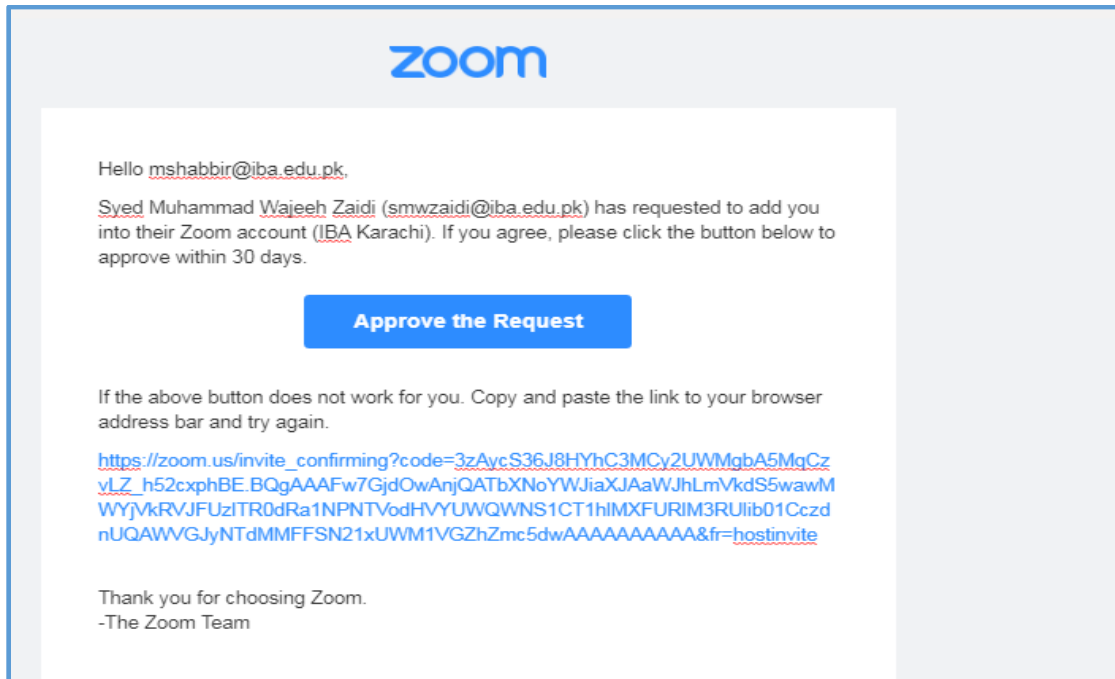 zoom
Hello mshabbir@iba.edu.pk,
Syed Muhammad Wajeeh Zaidi (smwzaidi@iba.edu.pk) has requested to add you
into their Zoom account (IBA Karachi). If you agree, please click the button below to
approve within 30 days.
Approve the Request
If the above button does not work for you. Copy and paste the link to your browser
address bar and try again.
https://zoom.us/invite_confirming?code=3zAycS36J8HYhC3MCy2UWMgbA5MqCz
vLZ_h52cxphBE.BQgAAAFw7GjdOwAnjQATbXNoYWJiaXJAaWJhLmVkdS5wawM
WYjVkRVJFUzlTR0dRa1NPNTVodHVYUWQWNS1CT1hlMXFURlM3RUlib01Cczd
nUQAWVGJyNTdMMFFSN21xUWM1VGZhZmc5dwAAAAAAAAAA&fr=hostinvite
Thank you for choosing Zoom.
-The Zoom Team